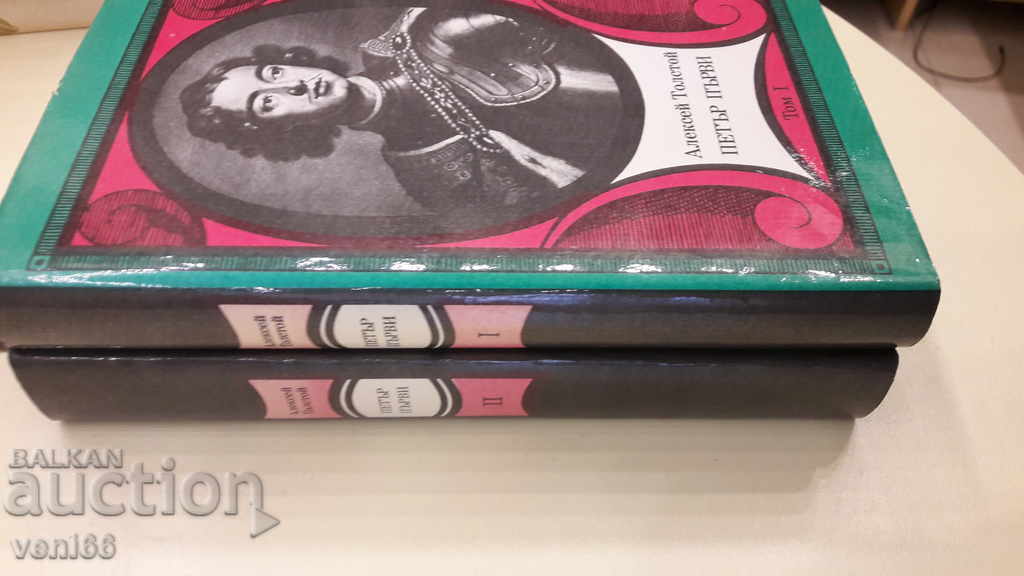 Алексей Толстой
ПЕТЪР ПЪРВИ
Том I
Алексей
Толстой
ПЕТЪР
ПЪРВИ
I
Алексей
Толстой
ПЕТЪР
ПЪРВИ
II
BALKAN
auction
veni66